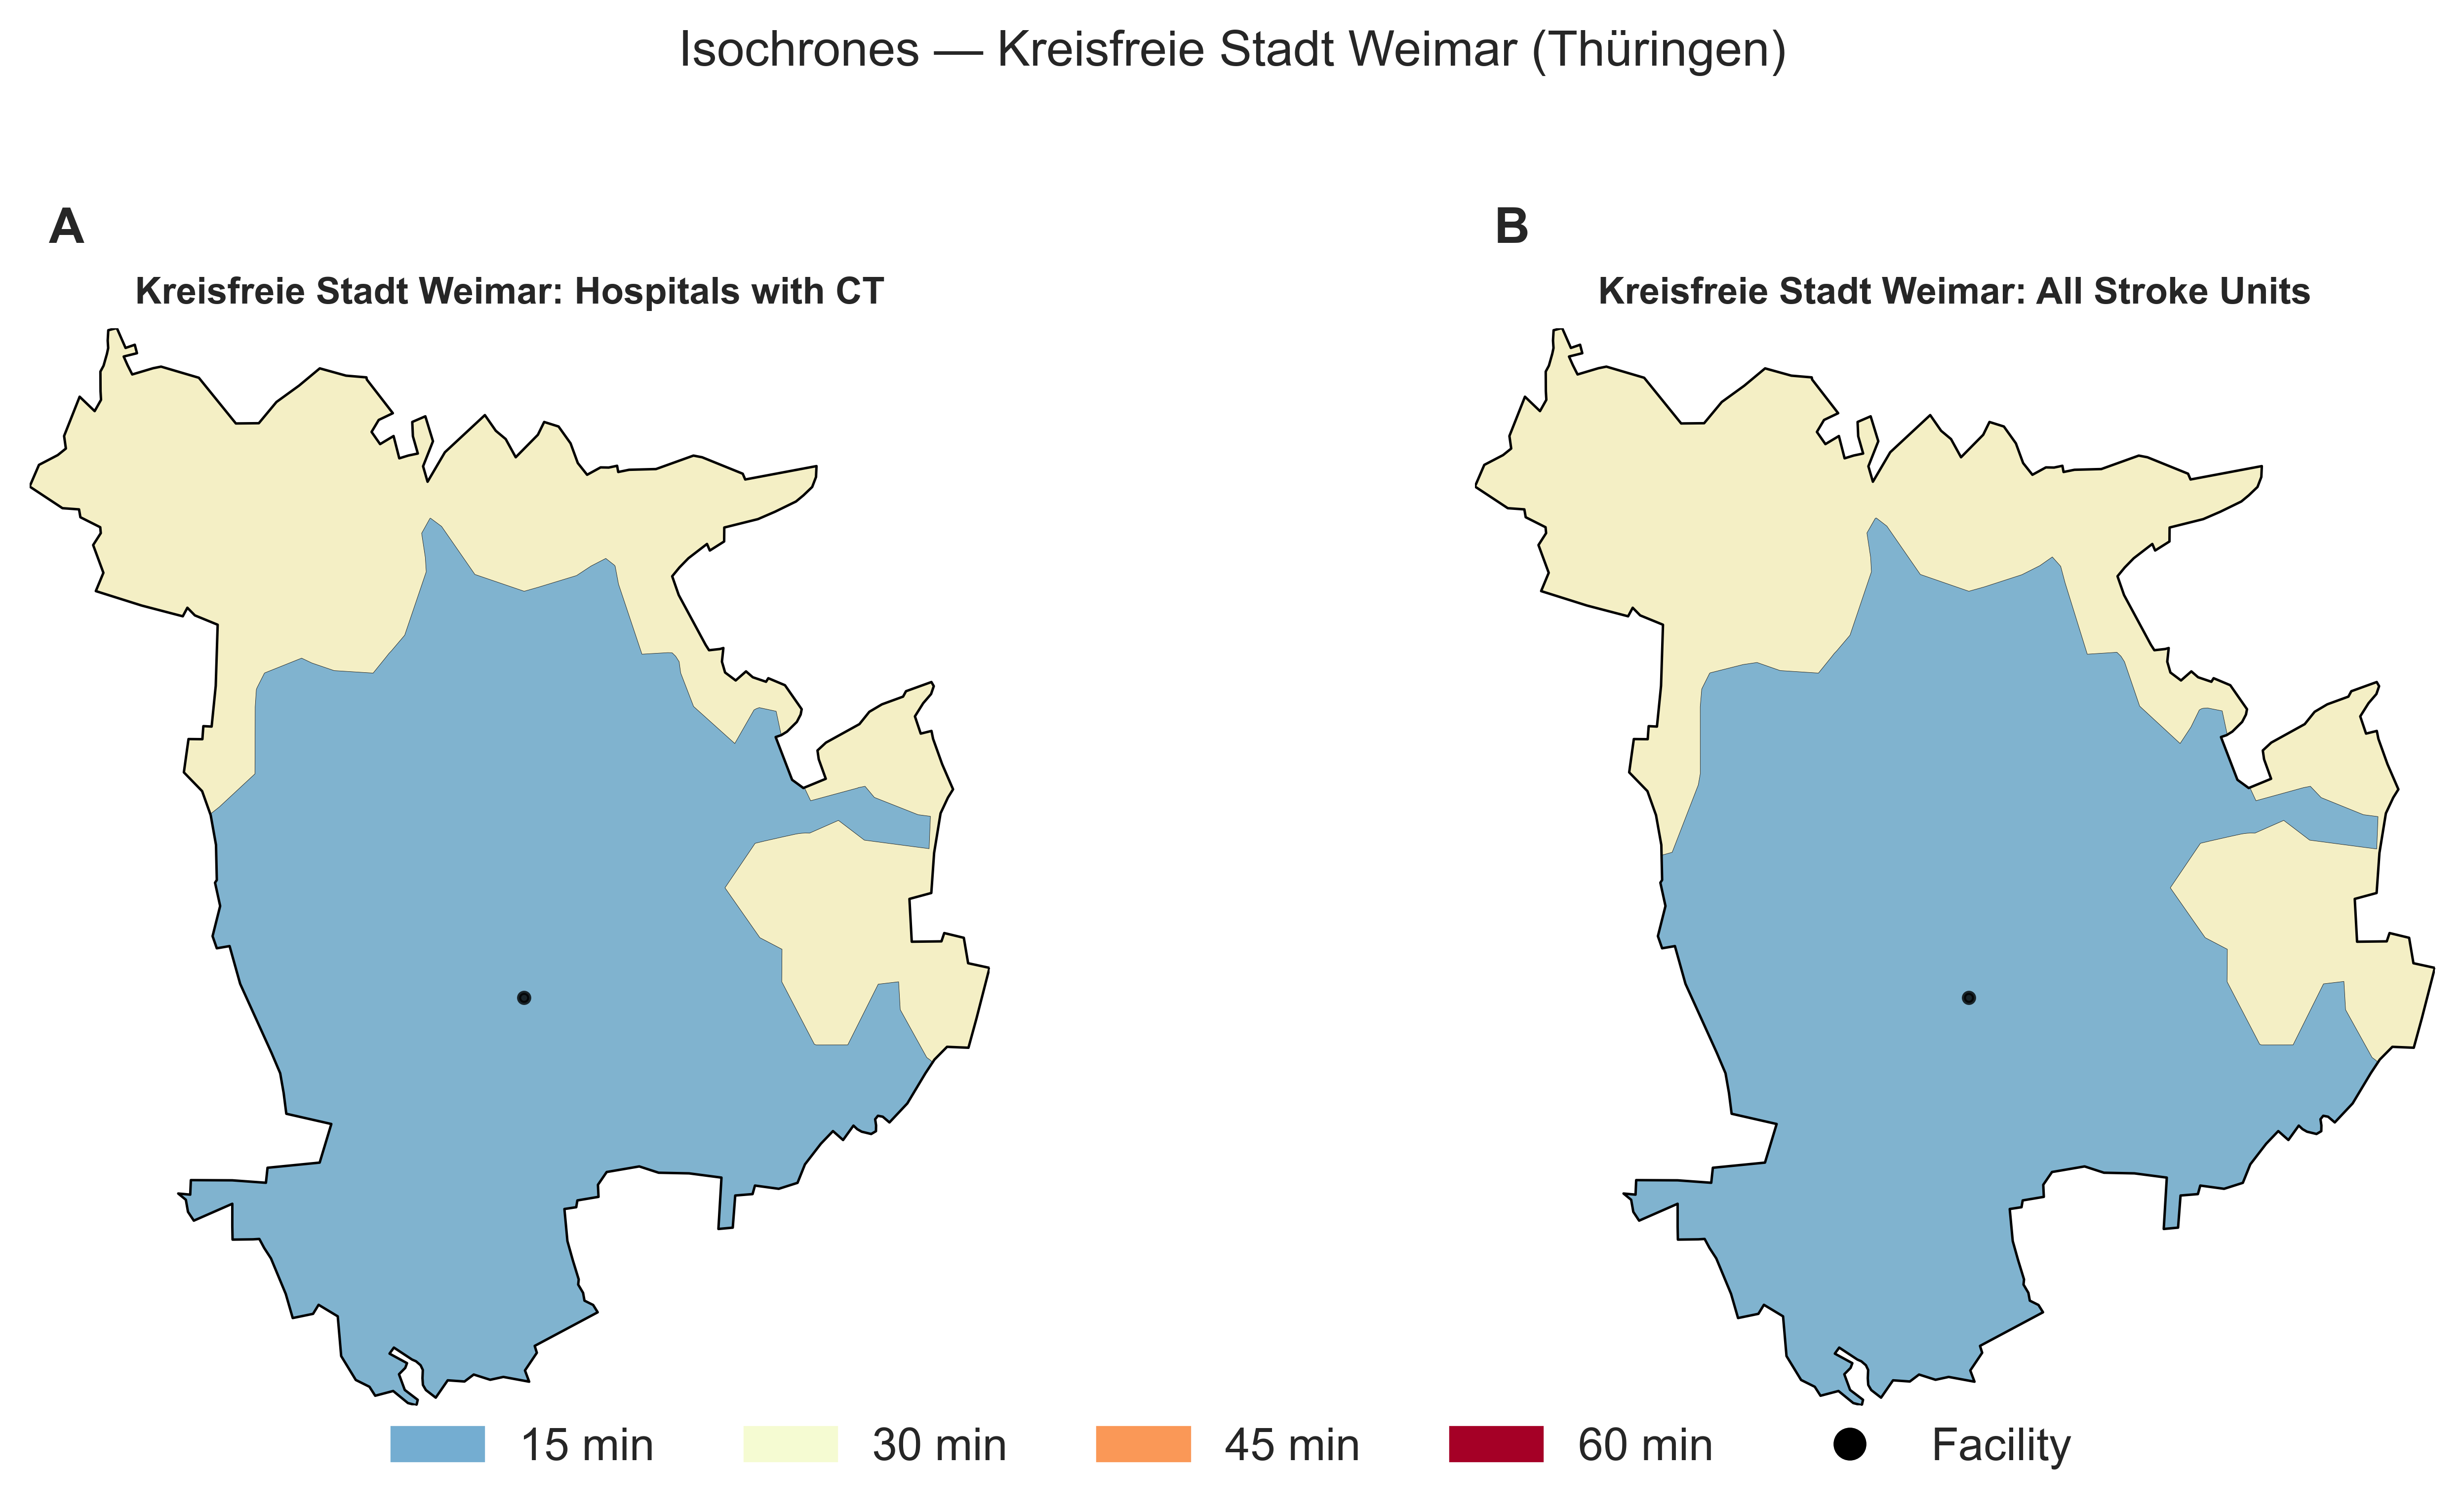 Isochrones — Kreisfreie Stadt Weimar (Thüringen)
A
Kreisfreie Stadt Weimar: Hospitals with CT
B
Kreisfreie Stadt Weimar: All Stroke Units
15 min
30 min
45 min
60 min
Facility